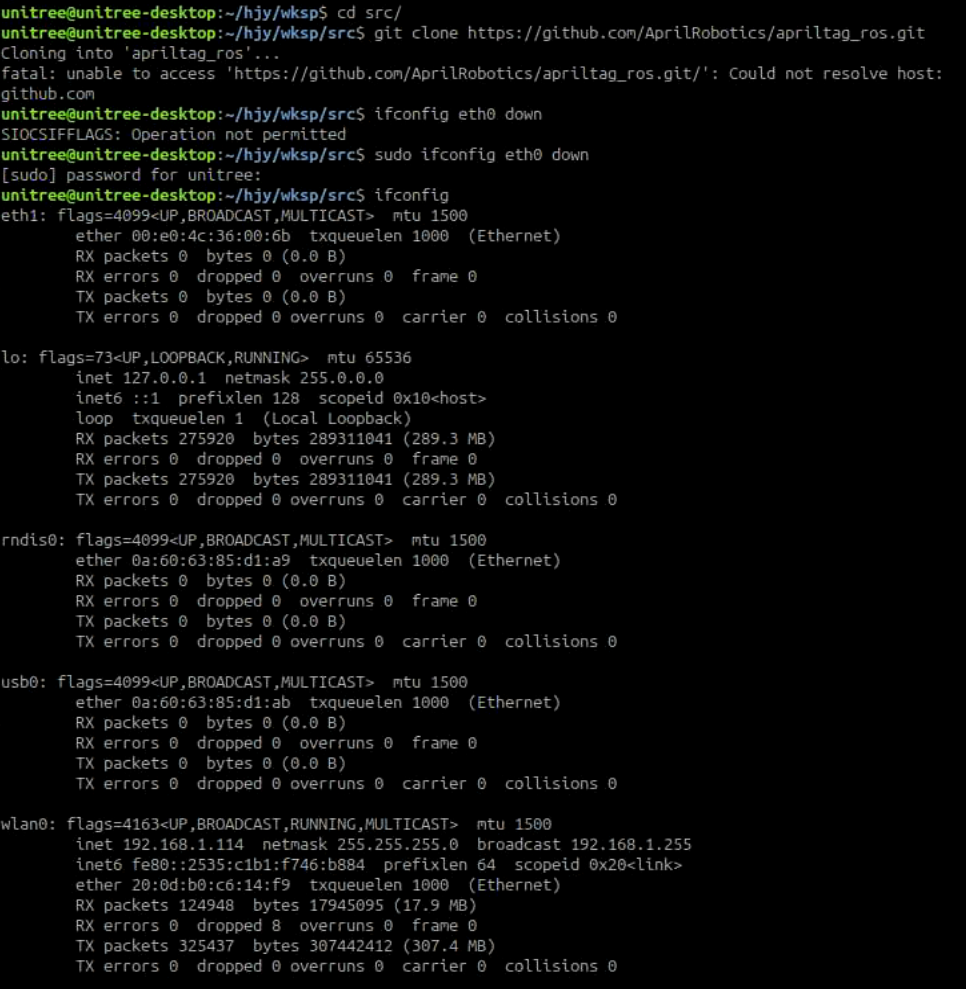 unitree@unitree-desktop:~/hjy/wksp$ cd src/
unitree@unitree-desktop:~/hjy/wksp/src$ git clone https://github.com/AprilRobotics/apriltag_ros.git
Cloning into 'apriltag_ros'...
fatal: unable to access 'https://github.com/AprilRobotics/apriltag_ros.git/': Could not resolve host:
github.com
unitree@unitree-desktop:~/hjy/wksp/src$ ifconfig eth0 down
SIOCSIFFLAGS: Operation not permitted
unitree@unitree-desktop:~/hjy/wksp/src$ sudo ifconfig eth0 down
[sudo] password for unitree:
unitree@unitree-desktop:~/hjy/wksp/src$ ifconfig
eth1: flags=4099<UP,BROADCAST,MULTICAST>  mtu 1500
        ether 00:e0:4c:36:00:6b  txqueuelen 1000  (Ethernet)
        RX packets 0  bytes 0 (0.0 B)
        RX errors 0  dropped 0  overruns 0  frame 0
        TX packets 0  bytes 0 (0.0 B)
        TX errors 0  dropped 0 overruns 0  carrier 0  collisions 0

lo: flags=73<UP,LOOPBACK,RUNNING>  mtu 65536
        inet 127.0.0.1  netmask 255.0.0.0
        inet6 ::1  prefixlen 128  scopeid 0x10<host>
        loop  txqueuelen 1  (Local Loopback)
        RX packets 275920  bytes 289311041 (289.3 MB)
        RX errors 0  dropped 0  overruns 0  frame 0
        TX packets 275920  bytes 289311041 (289.3 MB)
        TX errors 0  dropped 0 overruns 0  carrier 0  collisions 0

rndis0: flags=4099<UP,BROADCAST,MULTICAST>  mtu 1500
        ether 0a:60:63:85:d1:a9  txqueuelen 1000  (Ethernet)
        RX packets 0  bytes 0 (0.0 B)
        RX errors 0  dropped 0  overruns 0  frame 0
        TX packets 0  bytes 0 (0.0 B)
        TX errors 0  dropped 0 overruns 0  carrier 0  collisions 0

usb0: flags=4099<UP,BROADCAST,MULTICAST>  mtu 1500
        ether 0a:60:63:85:d1:ab  txqueuelen 1000  (Ethernet)
        RX packets 0  bytes 0 (0.0 B)
        RX errors 0  dropped 0  overruns 0  frame 0
        TX packets 0  bytes 0 (0.0 B)
        TX errors 0  dropped 0 overruns 0  carrier 0  collisions 0

wlan0: flags=4163<UP,BROADCAST,RUNNING,MULTICAST>  mtu 1500
        inet 192.168.1.114  netmask 255.255.255.0  broadcast 192.168.1.255
        inet6 fe80::2535:c1b1:f746:b884  prefixlen 64  scopeid 0x20<link>
        ether 20:0d:b0:c6:14:f9  txqueuelen 1000  (Ethernet)
        RX packets 124948  bytes 17945095 (17.9 MB)
        RX errors 0  dropped 8  overruns 0  frame 0
        TX packets 325437  bytes 307442412 (307.4 MB)
        TX errors 0  dropped 0 overruns 0  carrier 0  collisions 0